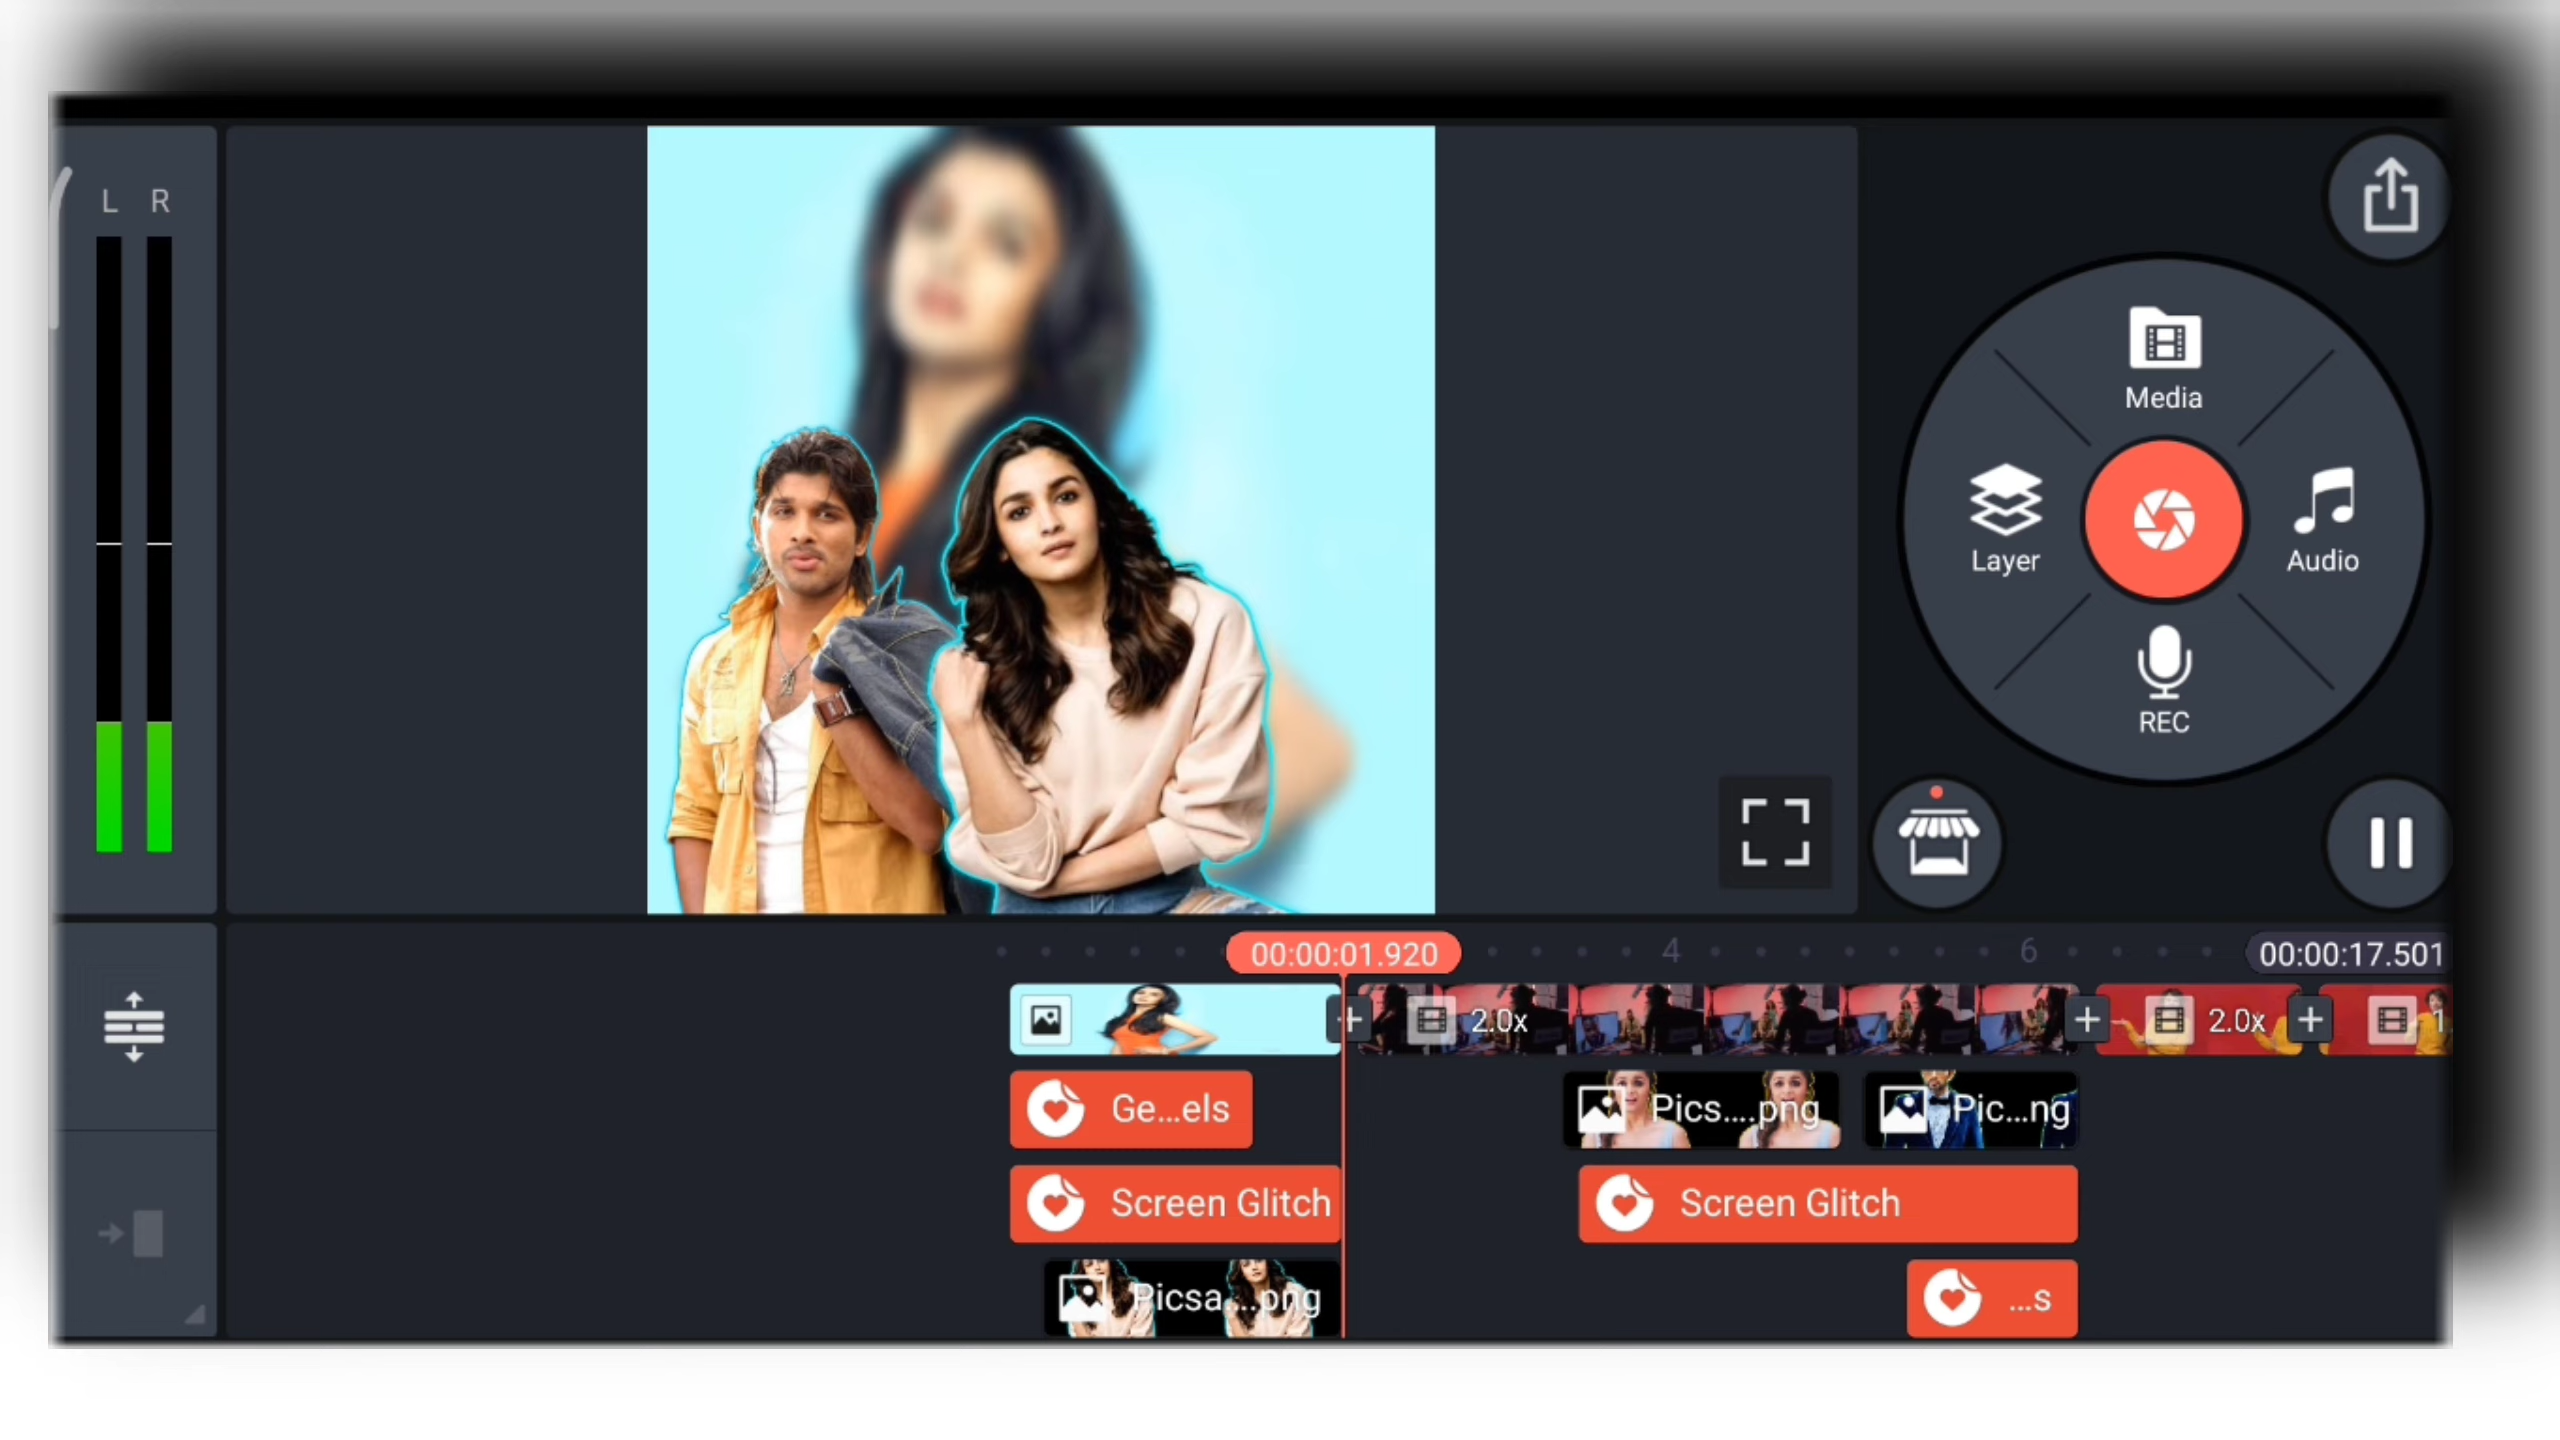 L R
Media
Layer
Audio
REC
00:00:01.920
4
6
00:00:17.501
2.0x
2.0x
1
Ge...els
Pics....png
Pic...ng
Screen Glitch
Screen Glitch
Picsa....png
...s